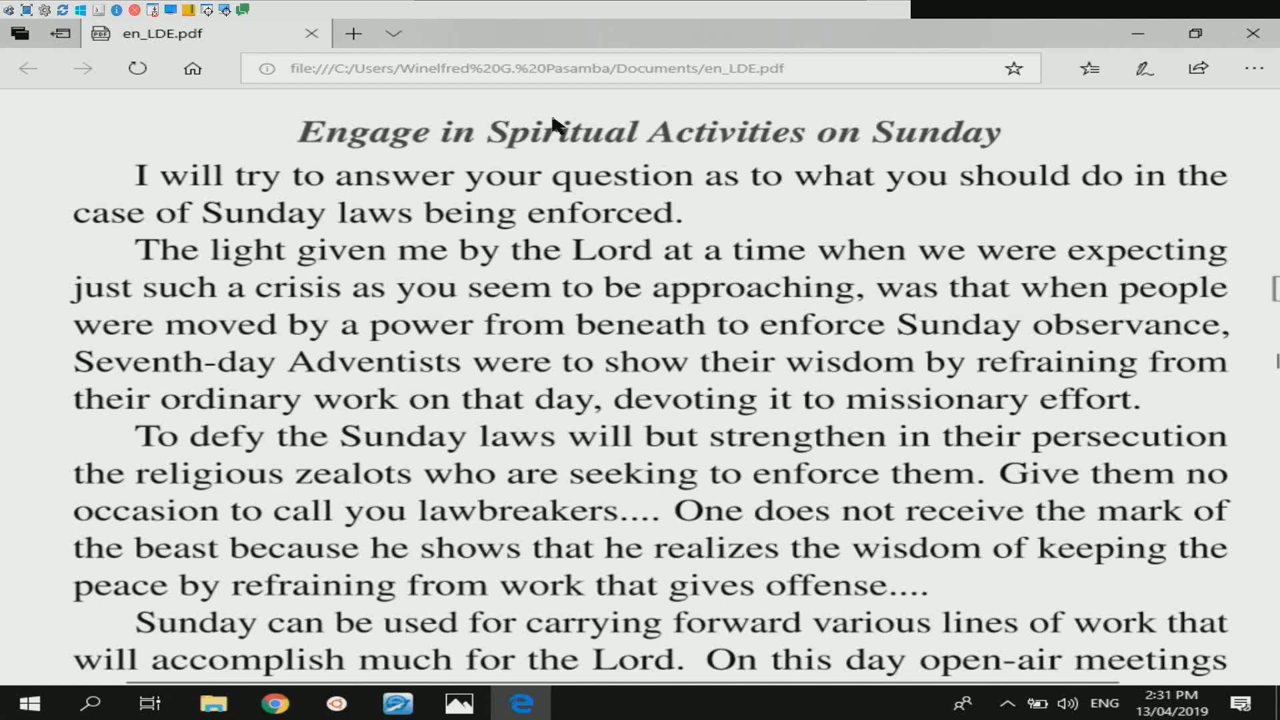 en_LDE.pdf
file:///C:/Users/Winelfred%20G.%20Pasamba/Documents/en_LDE.pdf
Engage in Spiritual Activities on Sunday
I will try to answer your question as to what you should do in the
case of Sunday laws being enforced.
The light given me by the Lord at a time when we were expecting
just such a crisis as you seem to be approaching, was that when people
were moved by a power from beneath to enforce Sunday observance,
Seventh-day Adventists were to show their wisdom by refraining from
their ordinary work on that day, devoting it to missionary effort.
To defy the Sunday laws will but strengthen in their persecution
the religious zealots who are seeking to enforce them. Give them no
occasion to call you lawbreakers.... One does not receive the mark of
the beast because he shows that he realizes the wisdom of keeping the
peace by refraining from work that gives offense....
Sunday can be used for carrying forward various lines of work that
will accomplish much for the Lord. On this day open-air meetings
ENG
2:31 PM
13/04/2019